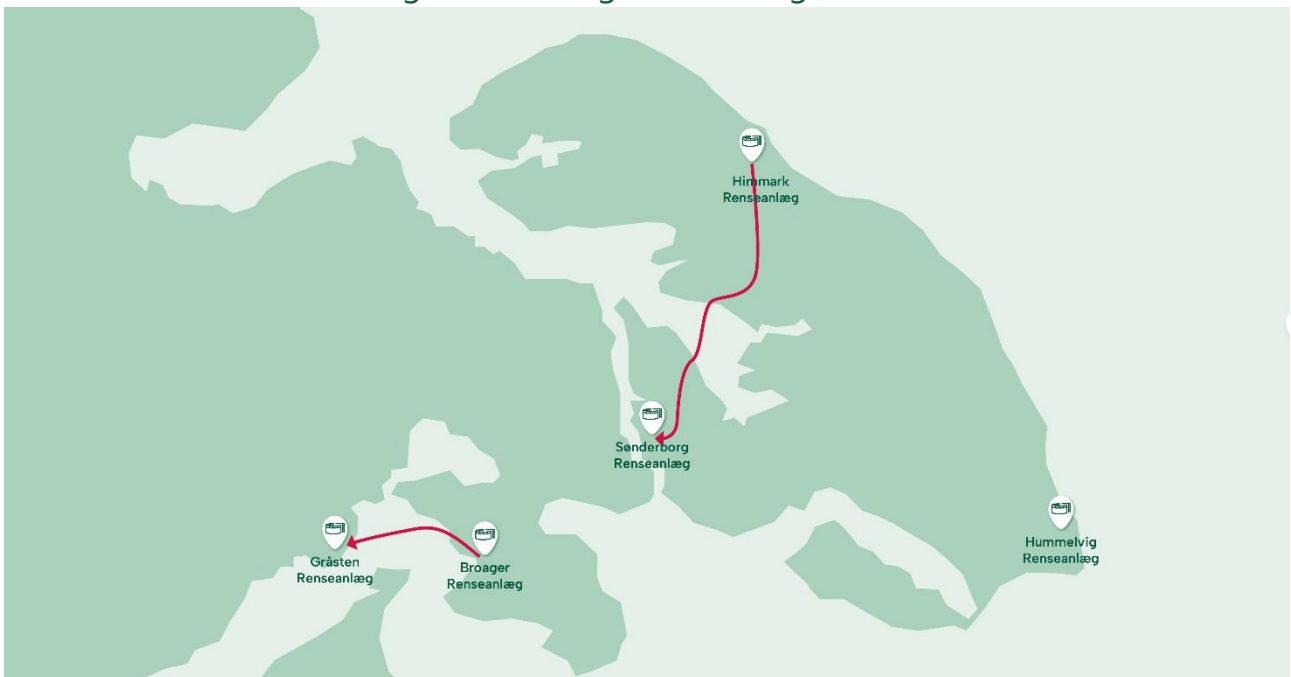 Himmark
Renseanlæg
Sønderborg
Renseanlæg
Gråsten
Renseanlæg
Broager
Renseanlæg
Hummelvig
Renseanlæg